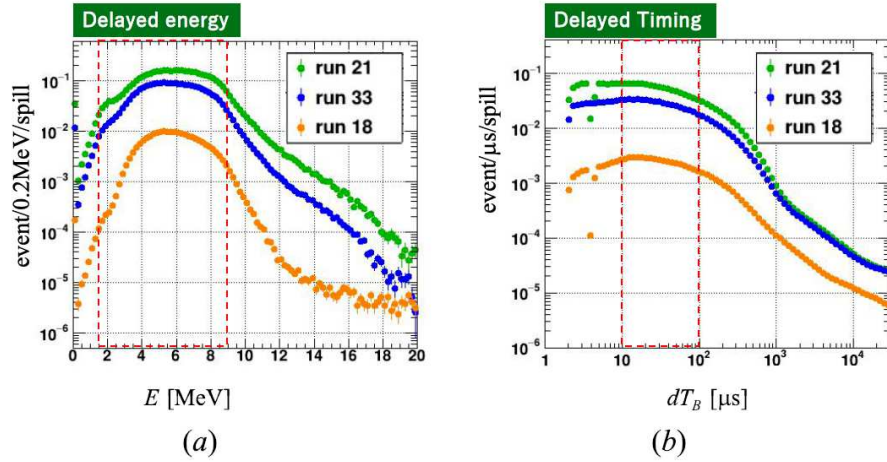 Delayed energy
event/0.2MeV/spill
10⁻¹
10⁻²
10⁻³
10⁻⁴
10⁻⁵
10⁻⁶
run 21
run 33
run 18
0 2 4 6 8 10 12 14 16 18 20
E [MeV]
(a)
Delayed Timing
event/μs/spill
10⁻¹
10⁻²
10⁻³
10⁻⁴
10⁻⁵
10⁻⁶
run 21
run 33
run 18
1 10 10² 10³ 10⁴
dT_B [μs]
(b)